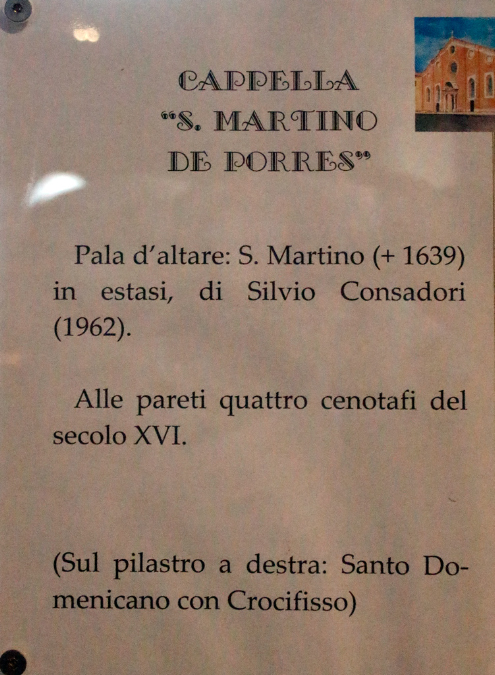 CAPPELLA
“S. MARTINO
DE PORRES”
Pala d’altare: S. Martino (+ 1639)
in estasi, di Silvio Consadori
(1962).
Alle pareti quattro cenotafi del
secolo XVI.
(Sul pilastro a destra: Santo Do-
menicano con Crocifisso)